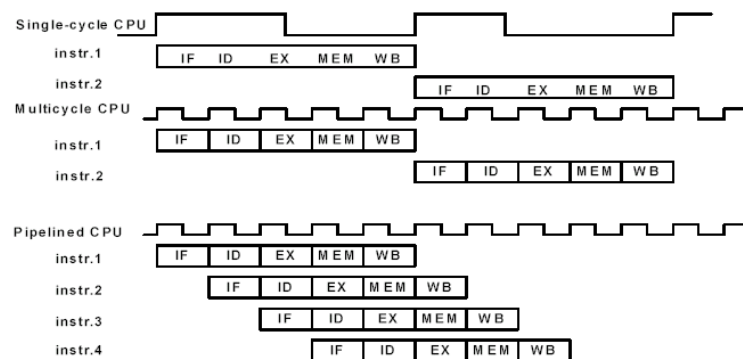 Single-cycle CPU
instr.1 IF ID EX MEM WB
instr.2 IF ID EX MEM WB
Multicycle CPU
instr.1 IF ID EX MEM WB
instr.2 IF ID EX MEM WB
Pipelined CPU
instr.1 IF ID EX MEM WB
instr.2 IF ID EX MEM WB
instr.3 IF ID EX MEM WB
instr.4 IF ID EX MEM WB